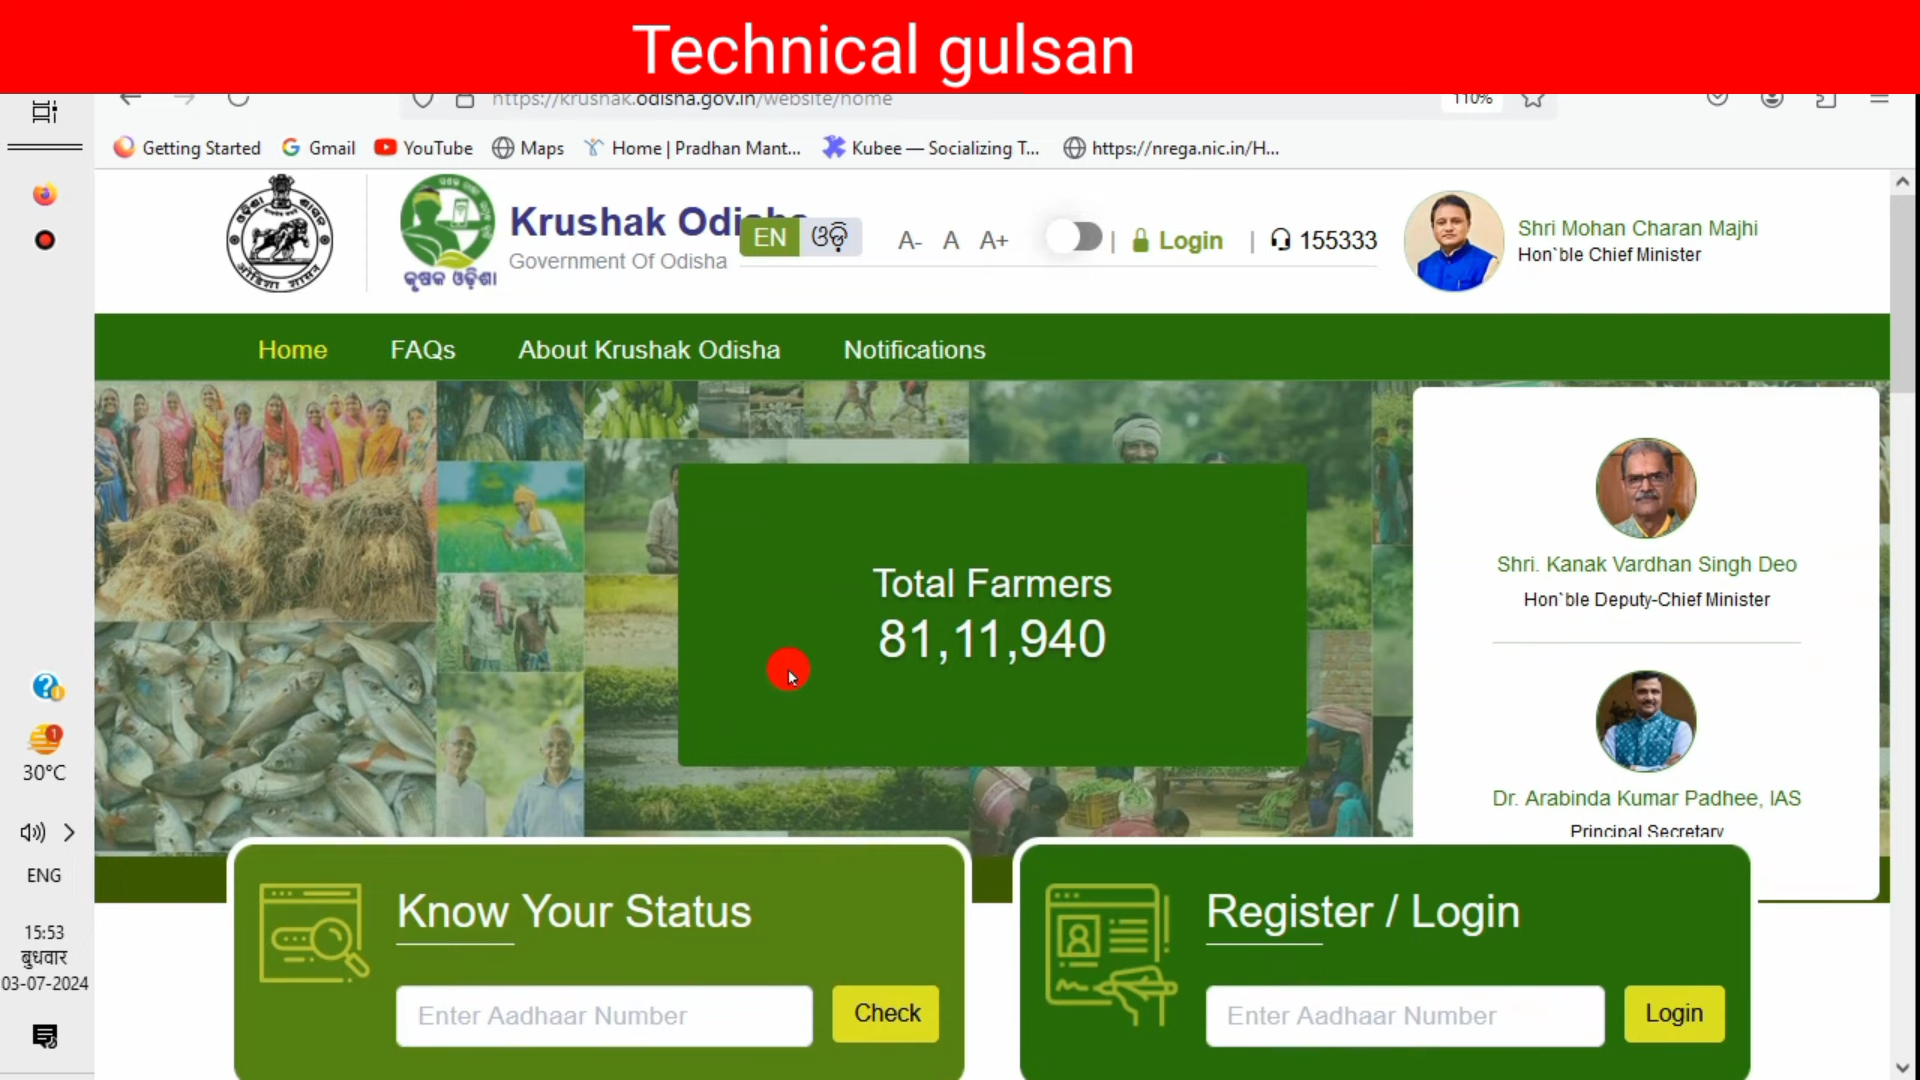 Technical gulsan
https://krushak.odisha.gov.in/website/home
110%
Getting Started
Gmail
YouTube
Maps
Home | Pradhan Mant...
Kubee — Socializing T...
https://nrega.nic.in/H...
କୃଷକ ଓଡ଼ିଶା
Krushak Odisha
Government Of Odisha
EN
ଓଡ଼ି
A-
A
A+
|
Login
|
155333
Shri Mohan Charan Majhi
Hon`ble Chief Minister
Home
FAQs
About Krushak Odisha
Notifications
Total Farmers
81,11,940
Shri. Kanak Vardhan Singh Deo
Hon`ble Deputy-Chief Minister
Dr. Arabinda Kumar Padhee, IAS
Principal Secretary
Know Your Status
Enter Aadhaar Number
Check
Register / Login
Enter Aadhaar Number
Login
1
30°C
ENG
15:53
बुधवार
03-07-2024